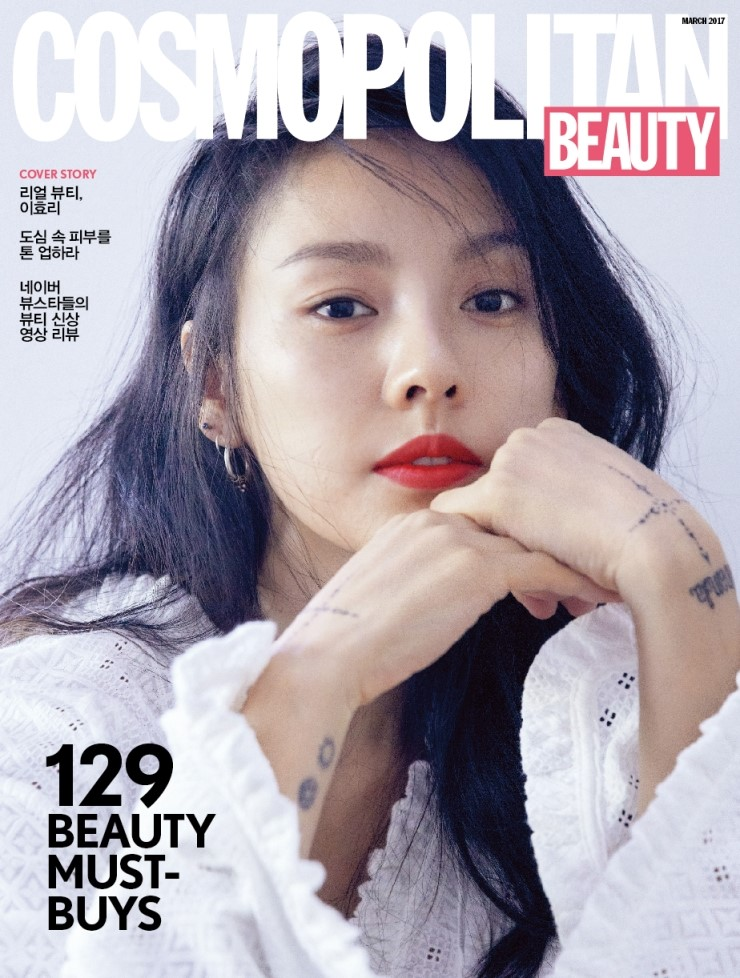 COSMOPOLITAN
MARCH 2017
BEAUTY
COVER STORY
리얼 뷰티,
이효리
도심 속 피부를
톤 업하라
네이버
뷰스타들의
뷰티 신상
영상 리뷰
129
BEAUTY
MUST-
BUYS